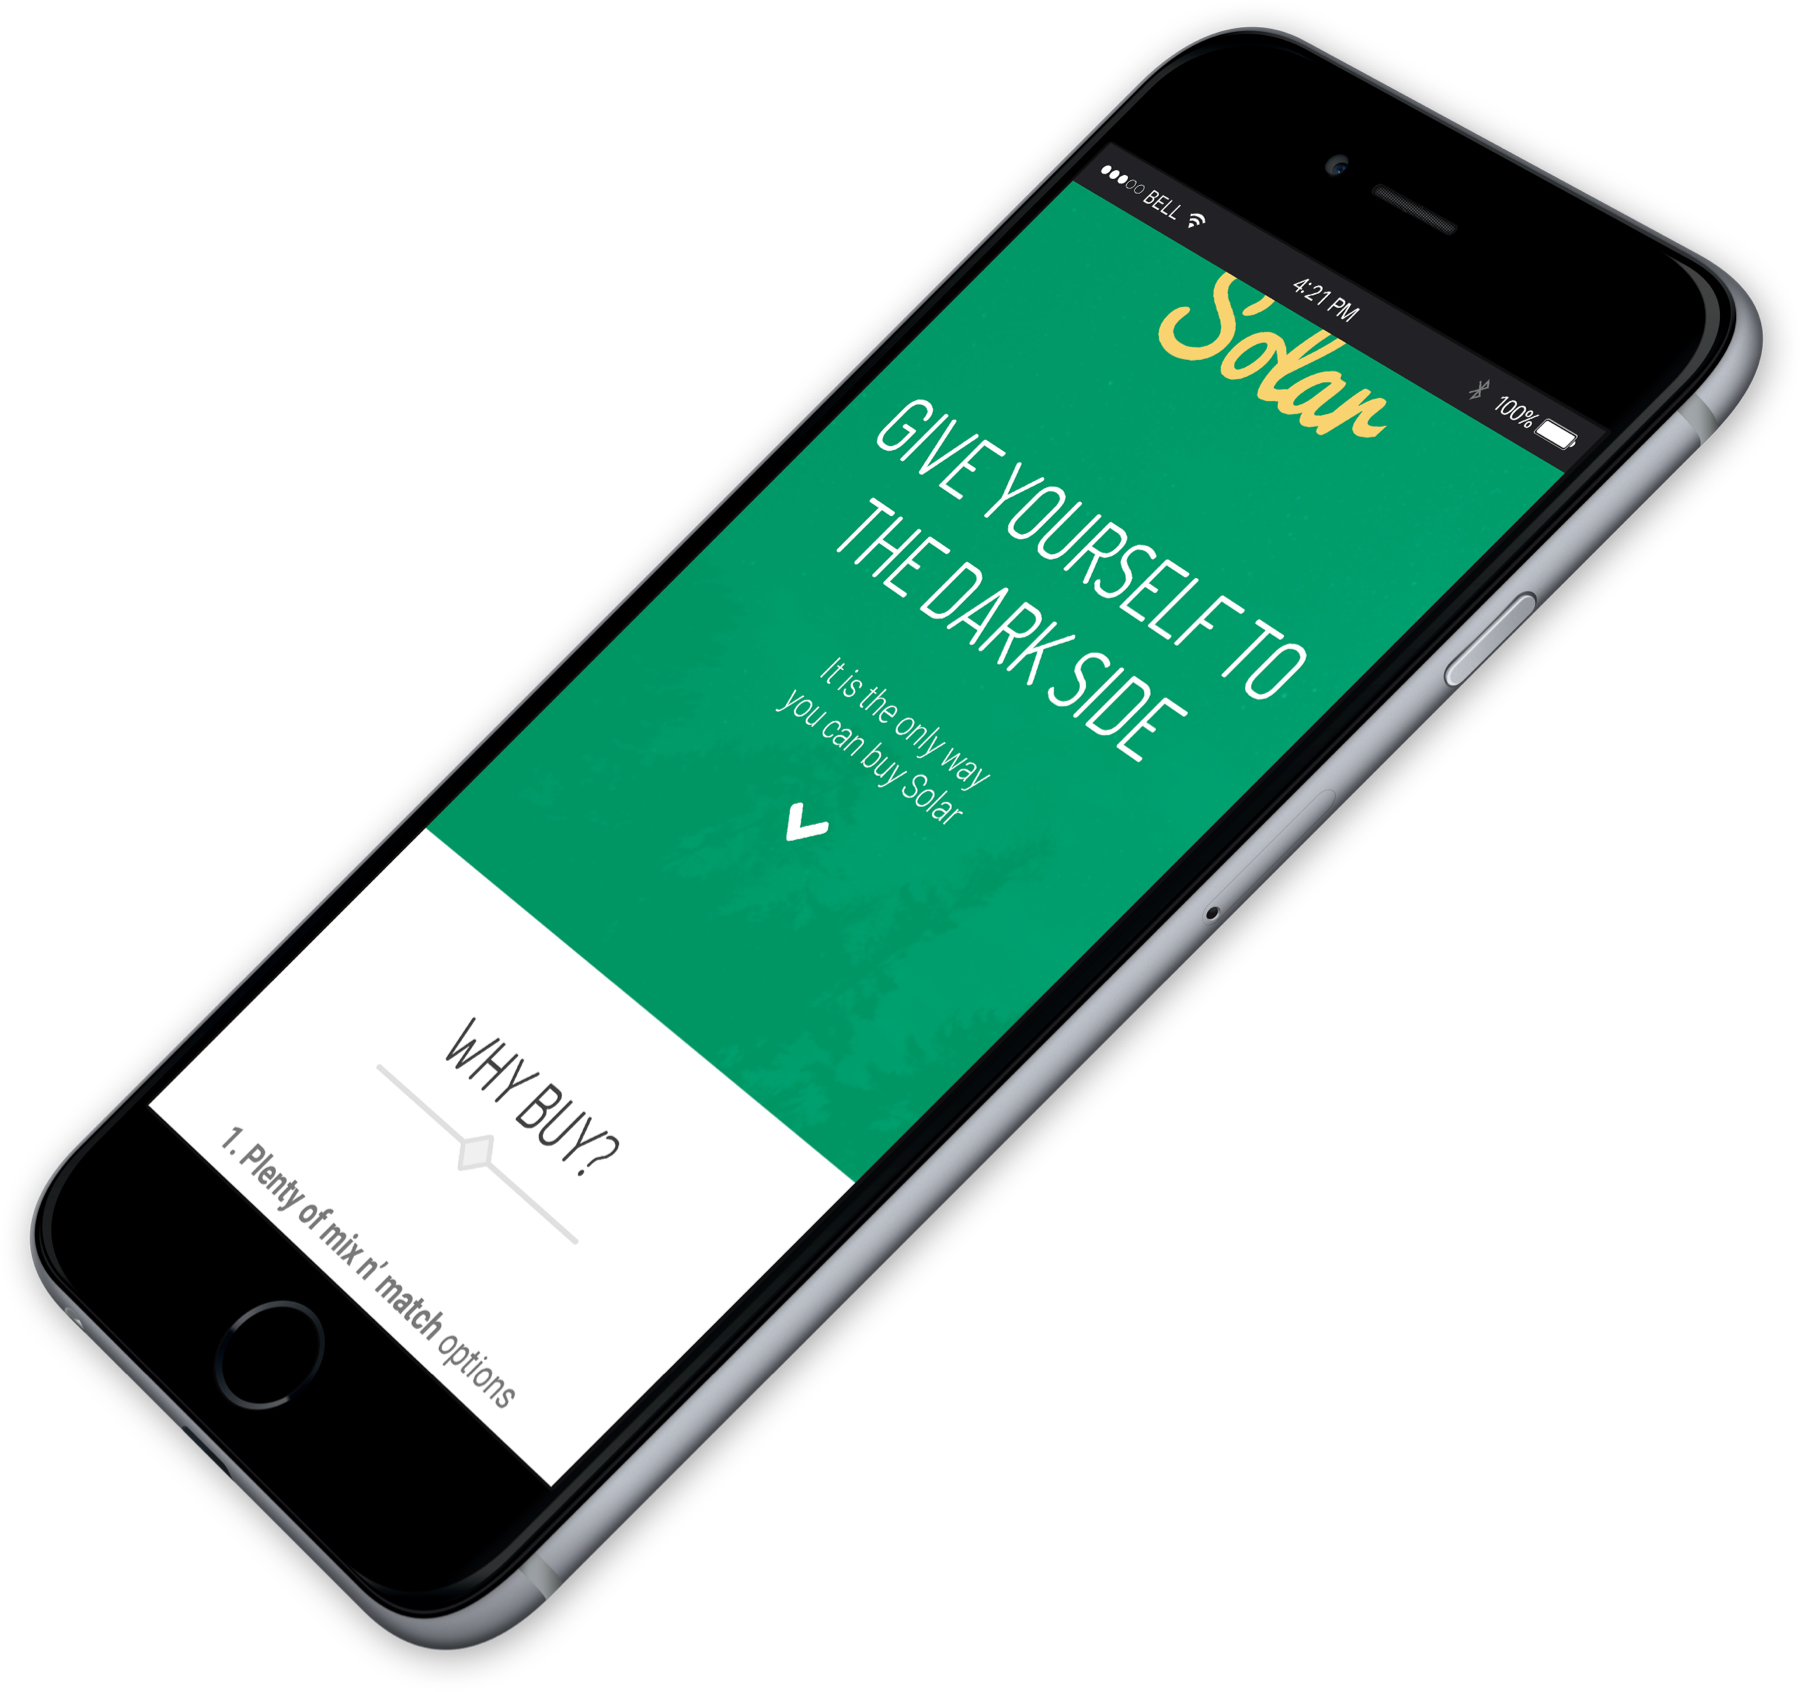 BELL
4:21 PM
100%
Solar
GIVE YOURSELF TO
THE DARK SIDE
It is the only way
you can buy Solar
WHY BUY?
1. Plenty of mix n' match options